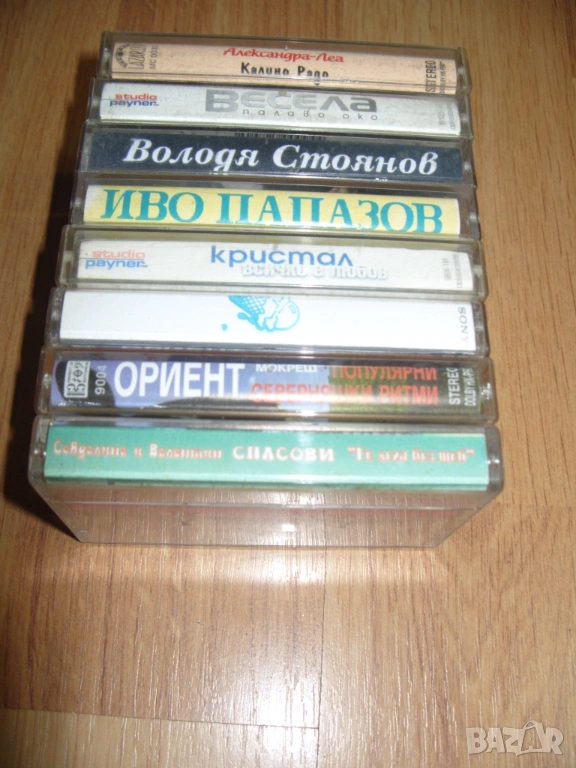 Александра-Леа
Калино Радо
STEREO
studio
payner
Весела
палаво око
Володя Стоянов
ИВО ПАПАЗОВ
studio
payner
кристал
всичко е любов
SONY
9004
ОРИЕНТ
МОКРЕШ
ПОПУЛЯРНИ
СЕВЕРНЯШКИ РИТМИ
STEREO
СПАСОВИ
BAZAR